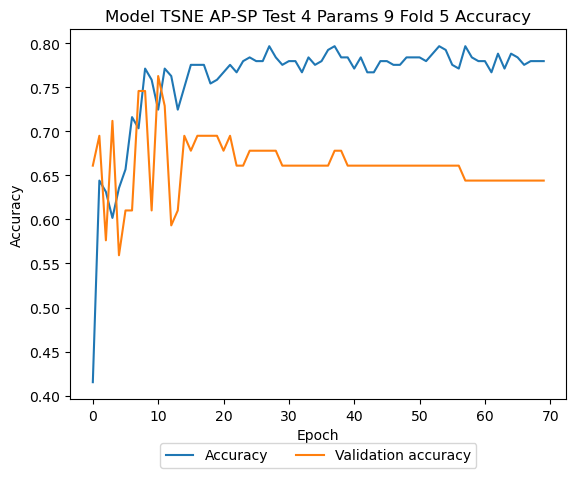 Model TSNE AP-SP Test 4 Params 9 Fold 5 Accuracy
0.80
0.75
0.70
0.65
0.60
0.55
0.50
0.45
0.40
Accuracy
0 10 20 30 40 50 60 70
Epoch
Accuracy Validation accuracy